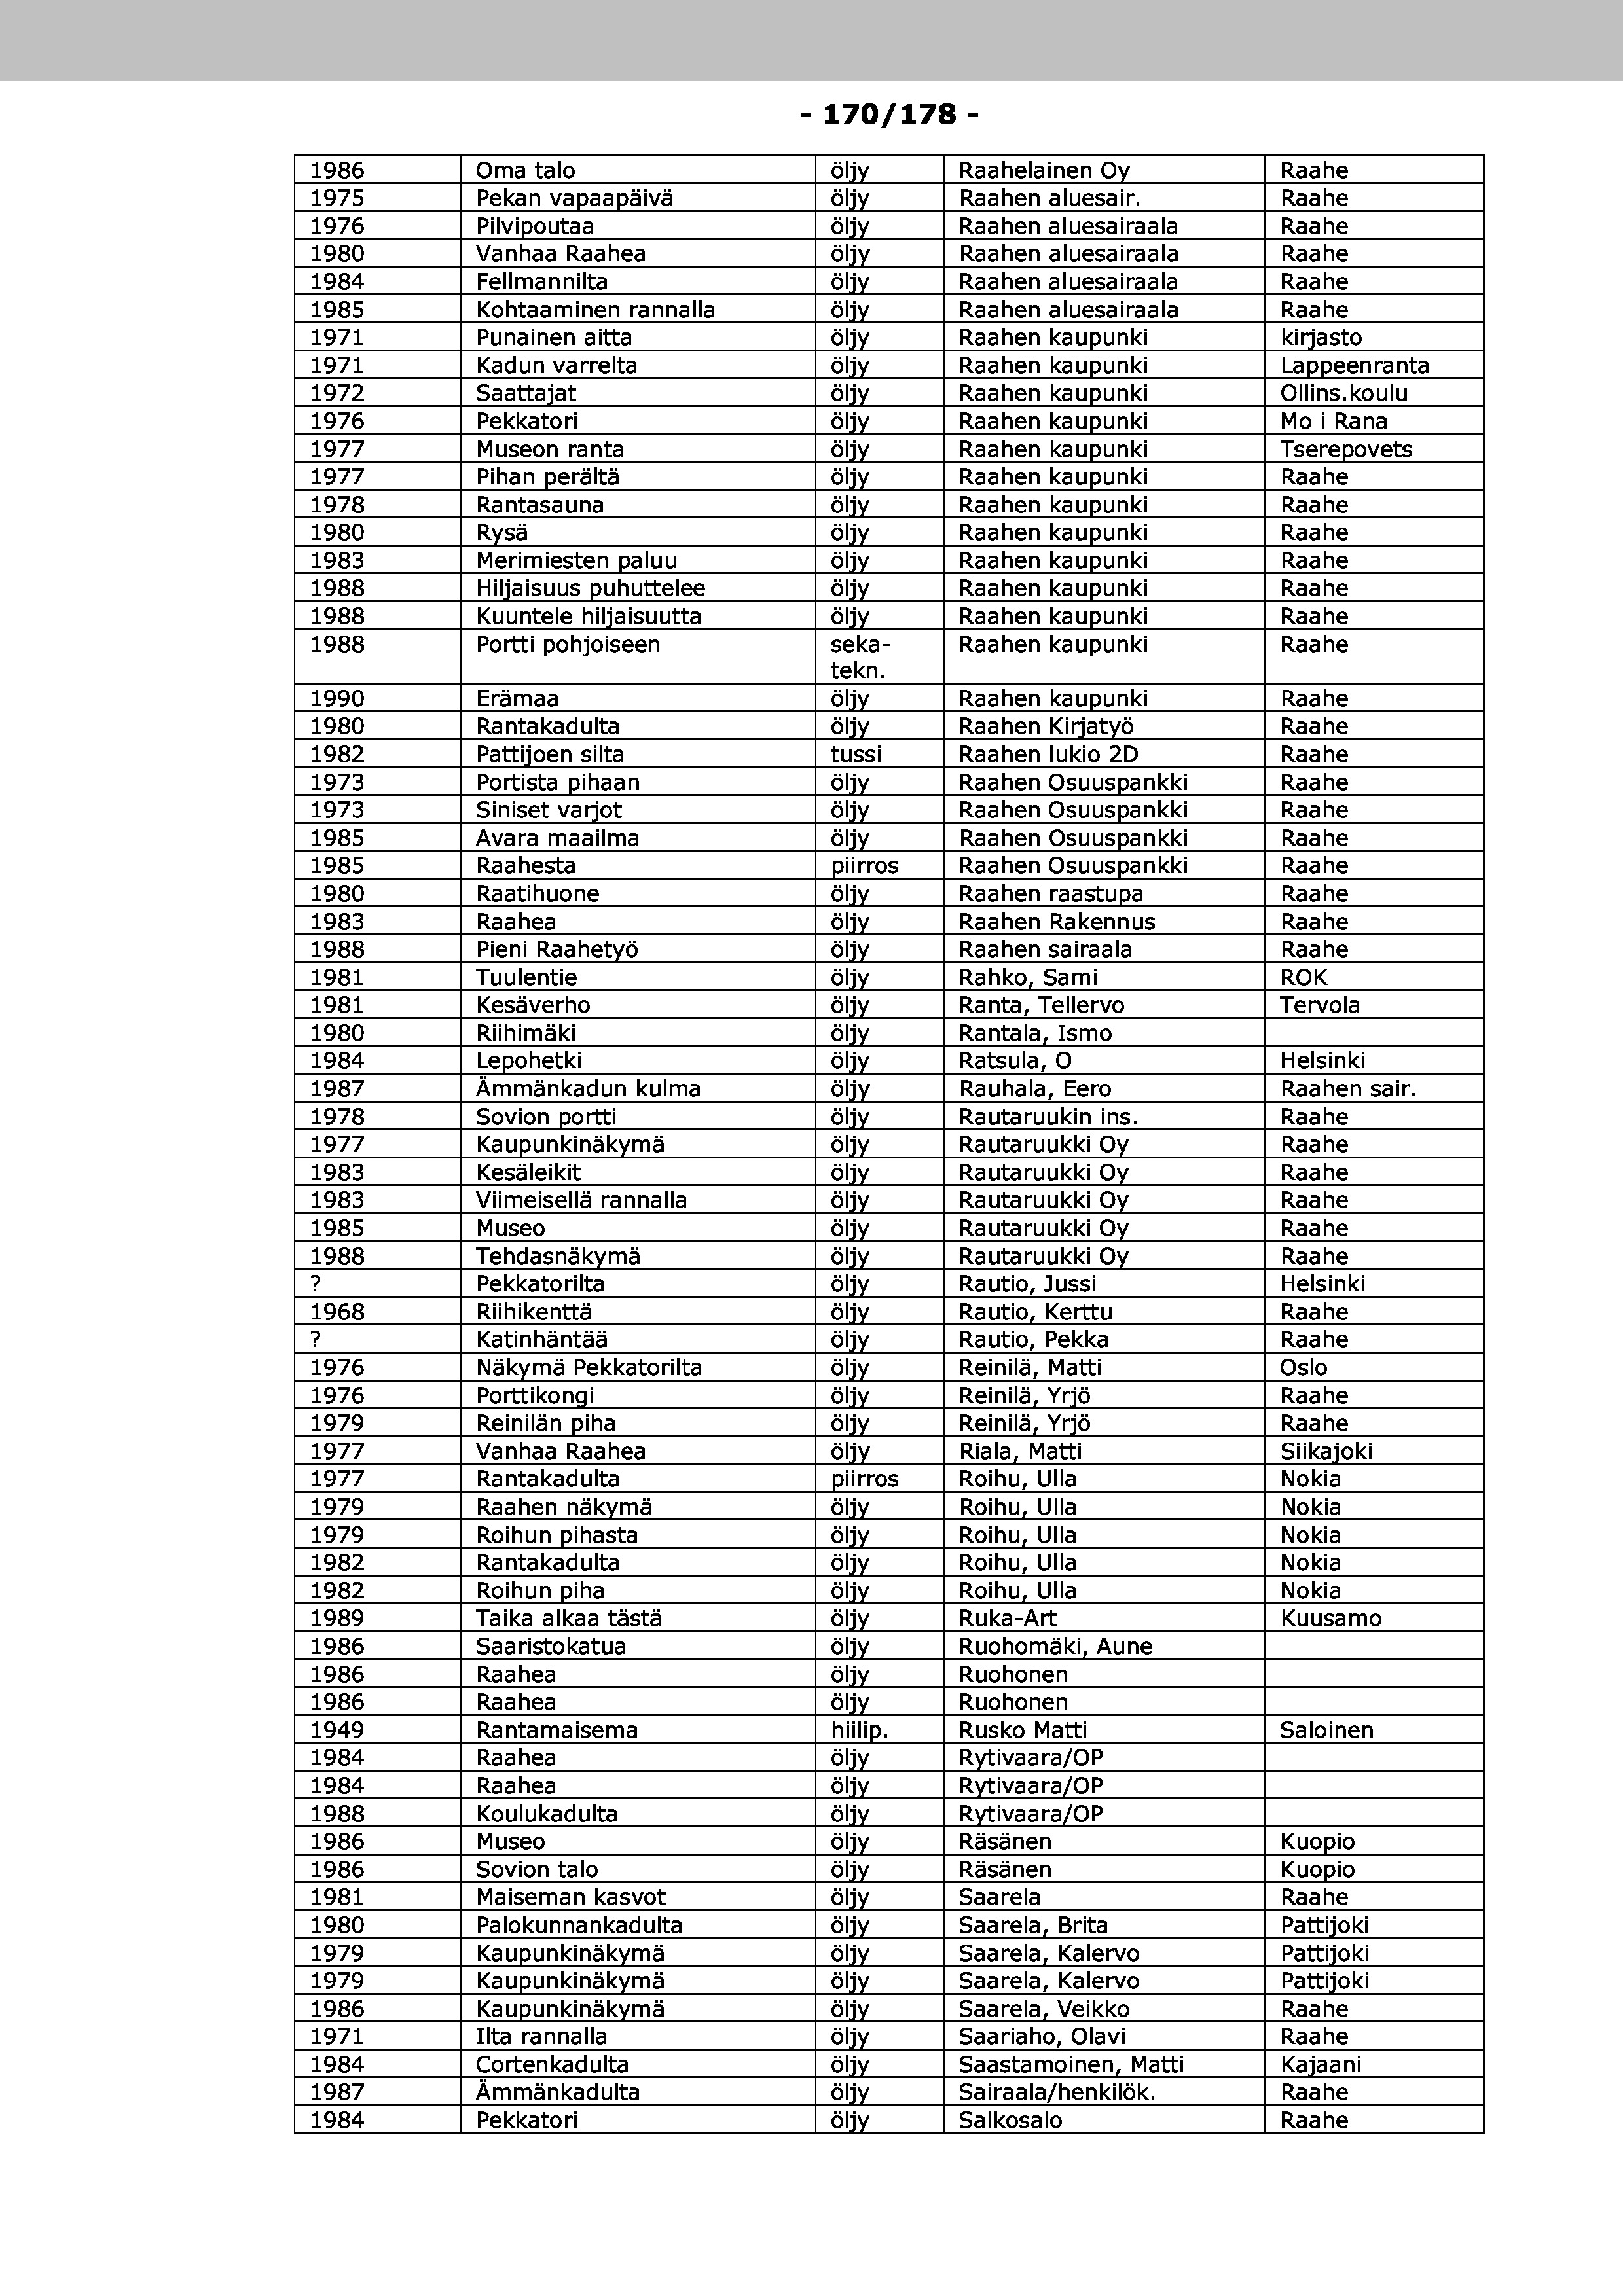 - 170/178 -
1986 Oma talo öljy Raahelainen Oy Raahe
1975 Pekan vapaapäivä öljy Raahen aluesair. Raahe
1976 Pilvipoutaa öljy Raahen aluesairaala Raahe
1980 Vanhaa Raahea öljy Raahen aluesairaala Raahe
1984 Fellmannilta öljy Raahen aluesairaala Raahe
1985 Kohtaaminen rannalla öljy Raahen aluesairaala Raahe
1971 Punainen aitta öljy Raahen kaupunki kirjasto
1971 Kadun varrelta öljy Raahen kaupunki Lappeenranta
1972 Saattajat öljy Raahen kaupunki Ollins.koulu
1976 Pekkatori öljy Raahen kaupunki Mo i Rana
1977 Museon ranta öljy Raahen kaupunki Tserepovets
1977 Pihan perältä öljy Raahen kaupunki Raahe
1978 Rantasauna öljy Raahen kaupunki Raahe
1980 Rysä öljy Raahen kaupunki Raahe
1983 Merimiesten paluu öljy Raahen kaupunki Raahe
1988 Hiljaisuus puhuttelee öljy Raahen kaupunki Raahe
1988 Kuuntele hiljaisuutta öljy Raahen kaupunki Raahe
1988 Portti pohjoiseen seka- Raahen kaupunki Raahe
tekn.
1990 Erämaa öljy Raahen kaupunki Raahe
1980 Rantakadulta öljy Raahen Kirjatyö Raahe
1982 Pattijoen silta tussi Raahen lukio 2D Raahe
1973 Portista pihaan öljy Raahen Osuuspankki Raahe
1973 Siniset varjot öljy Raahen Osuuspankki Raahe
1985 Avara maailma öljy Raahen Osuuspankki Raahe
1985 Raahesta piirros Raahen Osuuspankki Raahe
1980 Raatihuone öljy Raahen raastupa Raahe
1983 Raahea öljy Raahen Rakennus Raahe
1988 Pieni Raahetyö öljy Raahen sairaala Raahe
1981 Tuulentie öljy Rahko, Sami ROK
1981 Kesäverho öljy Ranta, Tellervo Tervola
1980 Riihimäki öljy Rantala, Ismo
1984 Lepohetki öljy Ratsula, O Helsinki
1987 Ämmänkadun kulma öljy Rauhala, Eero Raahen sair.
1978 Sovion portti öljy Rautaruukin ins. Raahe
1977 Kaupunkinäkymä öljy Rautaruukki Oy Raahe
1983 Kesäleikit öljy Rautaruukki Oy Raahe
1983 Viimeisellä rannalla öljy Rautaruukki Oy Raahe
1985 Museo öljy Rautaruukki Oy Raahe
1988 Tehdasnäkymä öljy Rautaruukki Oy Raahe
? Pekkatorilta öljy Rautio, Jussi Helsinki
1968 Riihikenttä öljy Rautio, Kerttu Raahe
? Katinhäntää öljy Rautio, Pekka Raahe
1976 Näkymä Pekkatorilta öljy Reinilä, Matti Oslo
1976 Porttikongi öljy Reinilä, Yrjö Raahe
1979 Reinilän piha öljy Reinilä, Yrjö Raahe
1977 Vanhaa Raahea öljy Riala, Matti Siikajoki
1977 Rantakadulta piirros Roihu, Ulla Nokia
1979 Raahen näkymä öljy Roihu, Ulla Nokia
1979 Roihun pihasta öljy Roihu, Ulla Nokia
1982 Rantakadulta öljy Roihu, Ulla Nokia
1982 Roihun piha öljy Roihu, Ulla Nokia
1989 Taika alkaa tästä öljy Ruka-Art Kuusamo
1986 Saaristokatua öljy Ruohomäki, Aune
1986 Raahea öljy Ruohonen
1986 Raahea öljy Ruohonen
1949 Rantamaisema hiilip. Rusko Matti Saloinen
1984 Raahea öljy Rytivaara/OP
1984 Raahea öljy Rytivaara/OP
1988 Koulukadulta öljy Rytivaara/OP
1986 Museo öljy Räsänen Kuopio
1986 Sovion talo öljy Räsänen Kuopio
1981 Maiseman kasvot öljy Saarela Raahe
1980 Palokunnankadulta öljy Saarela, Brita Pattijoki
1979 Kaupunkinäkymä öljy Saarela, Kalervo Pattijoki
1979 Kaupunkinäkymä öljy Saarela, Kalervo Pattijoki
1986 Kaupunkinäkymä öljy Saarela, Veikko Raahe
1971 Ilta rannalla öljy Saariaho, Olavi Raahe
1984 Cortenkadulta öljy Saastamoinen, Matti Kajaani
1987 Ämmänkadulta öljy Sairaala/henkilök. Raahe
1984 Pekkatori öljy Salkosalo Raahe